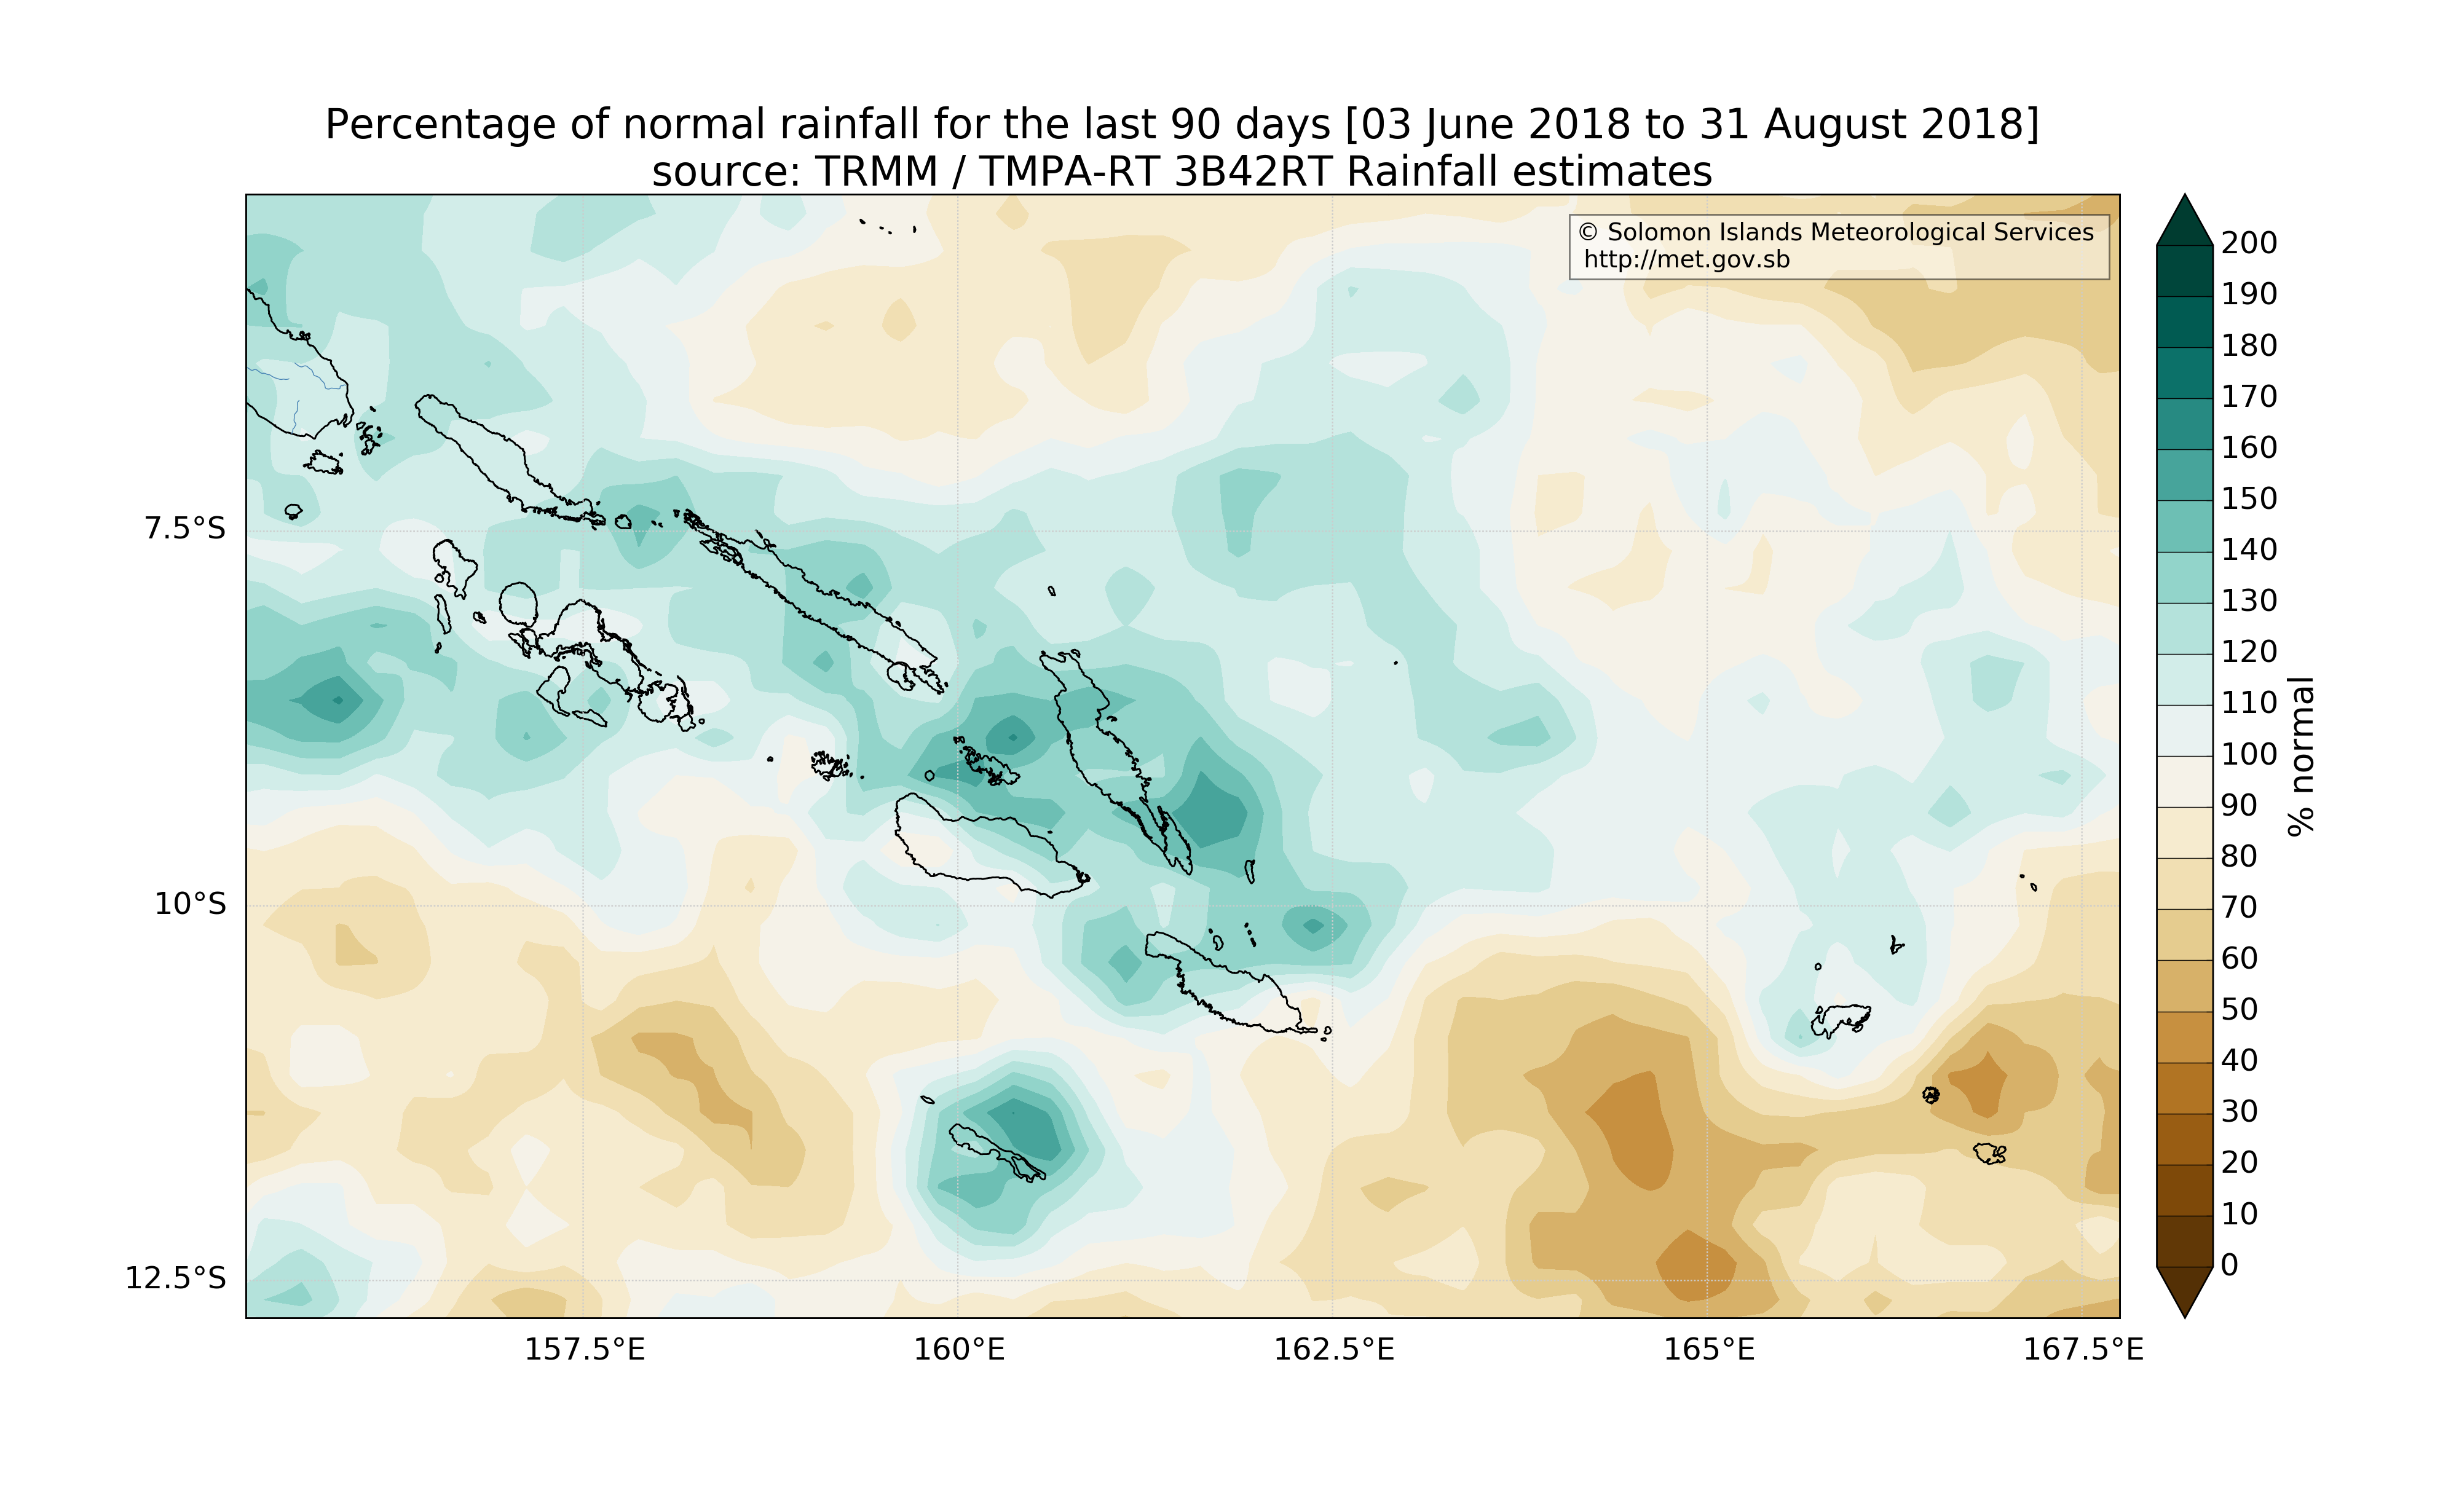 Percentage of normal rainfall for the last 90 days [03 June 2018 to 31 August 2018]
source: TRMM / TMPA-RT 3B42RT Rainfall estimates
© Solomon Islands Meteorological Services
http://met.gov.sb
7.5°S
10°S
12.5°S
157.5°E
160°E
162.5°E
165°E
167.5°E
200
190
180
170
160
150
140
130
120
110
100
90
80
70
60
50
40
30
20
10
0
% normal